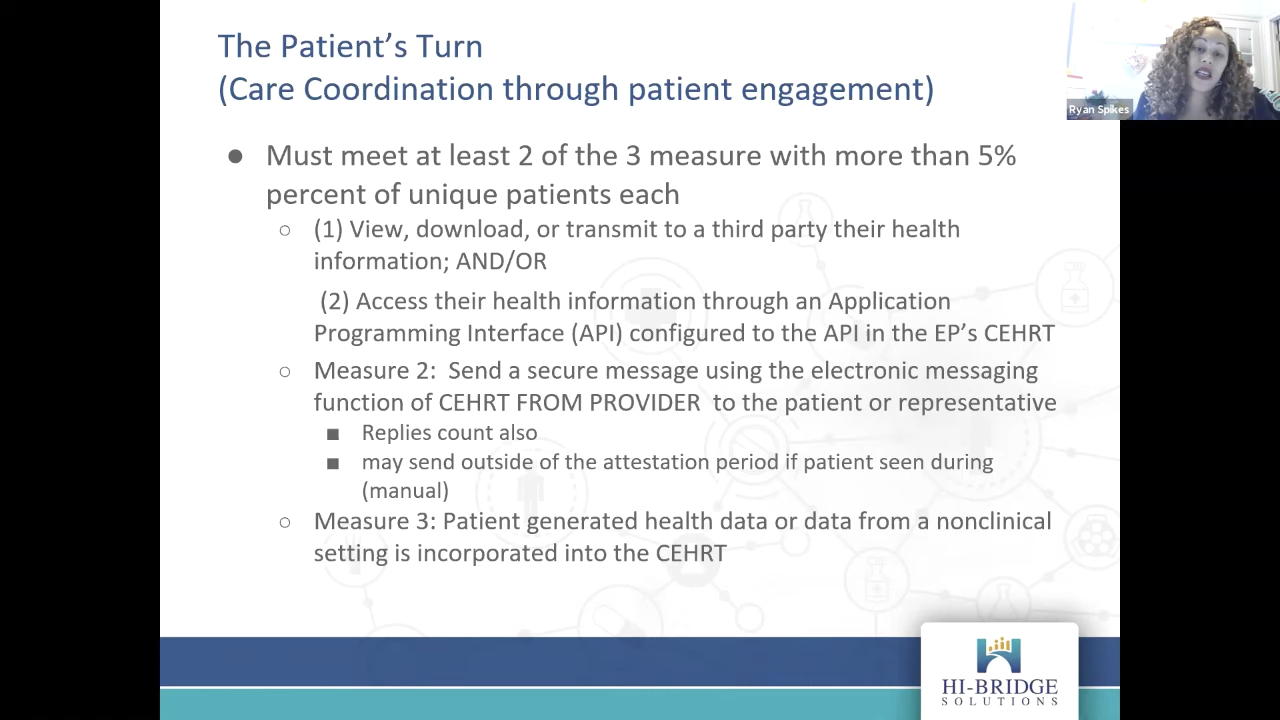 The Patient's Turn
(Care Coordination through patient engagement)
Ryan Spikes
● Must meet at least 2 of the 3 measure with more than 5%
percent of unique patients each
○ (1) View, download, or transmit to a third party their health
information; AND/OR
(2) Access their health information through an Application
Programming Interface (API) configured to the API in the EP's CEHRT
○ Measure 2: Send a secure message using the electronic messaging
function of CEHRT FROM PROVIDER to the patient or representative
■ Replies count also
■ may send outside of the attestation period if patient seen during
(manual)
○ Measure 3: Patient generated health data or data from a nonclinical
setting is incorporated into the CEHRT
HI-BRIDGE
SOLUTIONS